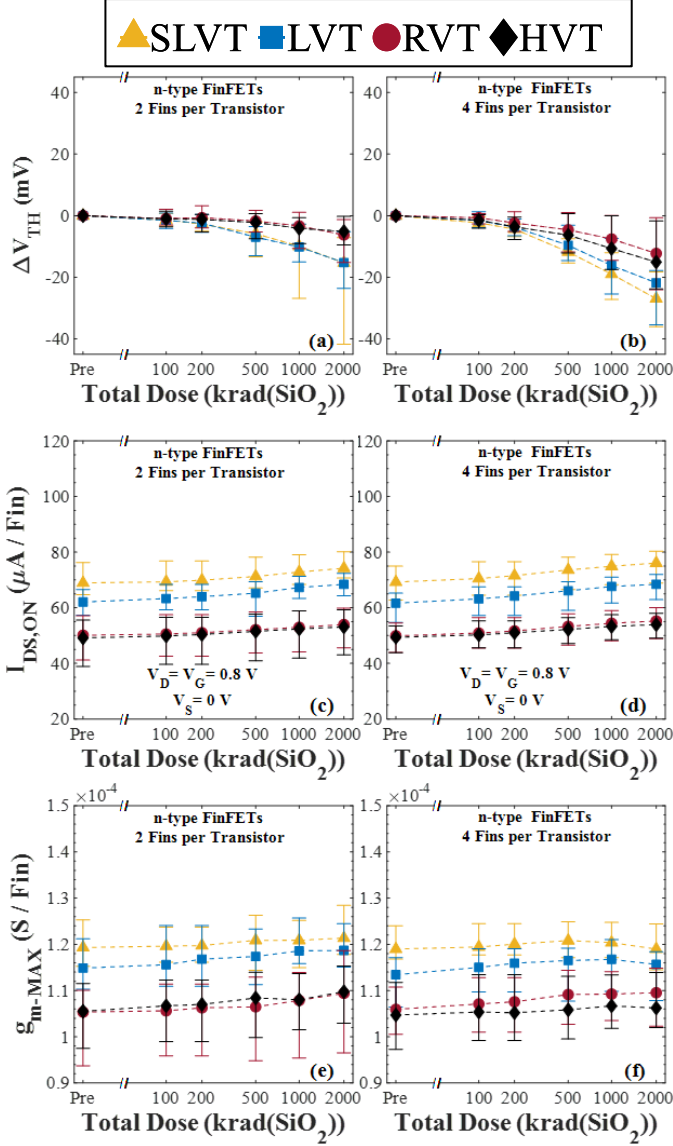 SLVT LVT RVT HVT
n-type FinFETs
2 Fins per Transistor
ΔV_TH (mV)
40
20
0
-20
-40
(a)
Pre 100 200 500 1000 2000
Total Dose (krad(SiO₂))
n-type FinFETs
4 Fins per Transistor
40
20
0
-20
-40
(b)
Pre 100 200 500 1000 2000
Total Dose (krad(SiO₂))
n-type FinFETs
2 Fins per Transistor
I_DS,ON (μA / Fin)
120
100
80
60
40
20
V_D= V_G= 0.8 V
V_S= 0 V
(c)
Pre 100 200 500 1000 2000
Total Dose (krad(SiO₂))
n-type FinFETs
4 Fins per Transistor
120
100
80
60
40
20
V_D= V_G= 0.8 V
V_S= 0 V
(d)
Pre 100 200 500 1000 2000
Total Dose (krad(SiO₂))
×10⁻⁴
n-type FinFETs
2 Fins per Transistor
g_m-MAX (S / Fin)
1.5
1.4
1.3
1.2
1.1
1
0.9
(e)
Pre 100 200 500 1000 2000
Total Dose (krad(SiO₂))
×10⁻⁴
n-type FinFETs
4 Fins per Transistor
1.5
1.4
1.3
1.2
1.1
1
0.9
(f)
Pre 100 200 500 1000 2000
Total Dose (krad(SiO₂))